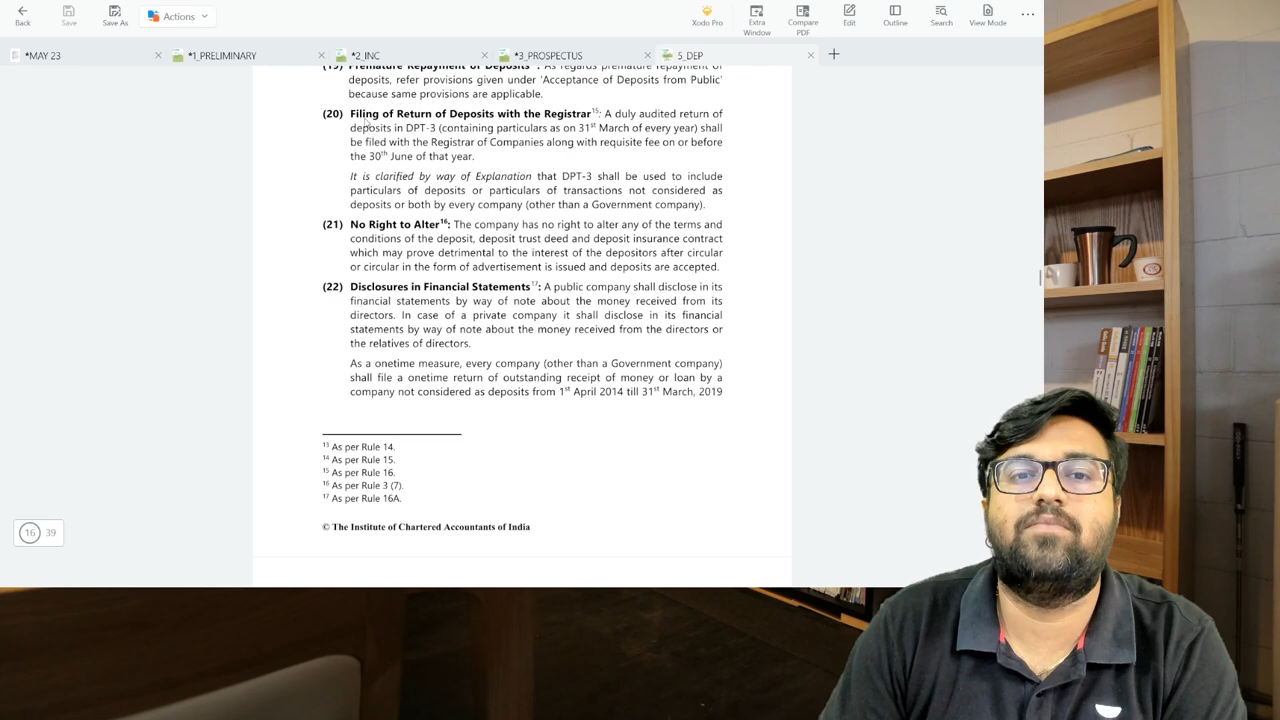 Back
Save
Save As
Actions
Xodo Pro
Extra Window
Compare PDF
Edit
Outline
Search
View Mode
*MAY 23
*1_PRELIMINARY
*2_INC
*3_PROSPECTUS
5_DEP
(19) Premature Repayment of Deposits : As regards premature repayment of
deposits, refer provisions given under ‘Acceptance of Deposits from Public’
because same provisions are applicable.
(20) Filing of Return of Deposits with the Registrar15: A duly audited return of
deposits in DPT-3 (containing particulars as on 31st March of every year) shall
be filed with the Registrar of Companies along with requisite fee on or before
the 30th June of that year.
It is clarified by way of Explanation that DPT-3 shall be used to include
particulars of deposits or particulars of transactions not considered as
deposits or both by every company (other than a Government company).
(21) No Right to Alter16: The company has no right to alter any of the terms and
conditions of the deposit, deposit trust deed and deposit insurance contract
which may prove detrimental to the interest of the depositors after circular
or circular in the form of advertisement is issued and deposits are accepted.
(22) Disclosures in Financial Statements17: A public company shall disclose in its
financial statements by way of note about the money received from its
directors. In case of a private company it shall disclose in its financial
statements by way of note about the money received from the directors or
the relatives of directors.
As a onetime measure, every company (other than a Government company)
shall file a onetime return of outstanding receipt of money or loan by a
company not considered as deposits from 1st April 2014 till 31st March, 2019
13 As per Rule 14.
14 As per Rule 15.
15 As per Rule 16.
16 As per Rule 3 (7).
17 As per Rule 16A.
© The Institute of Chartered Accountants of India
16 39